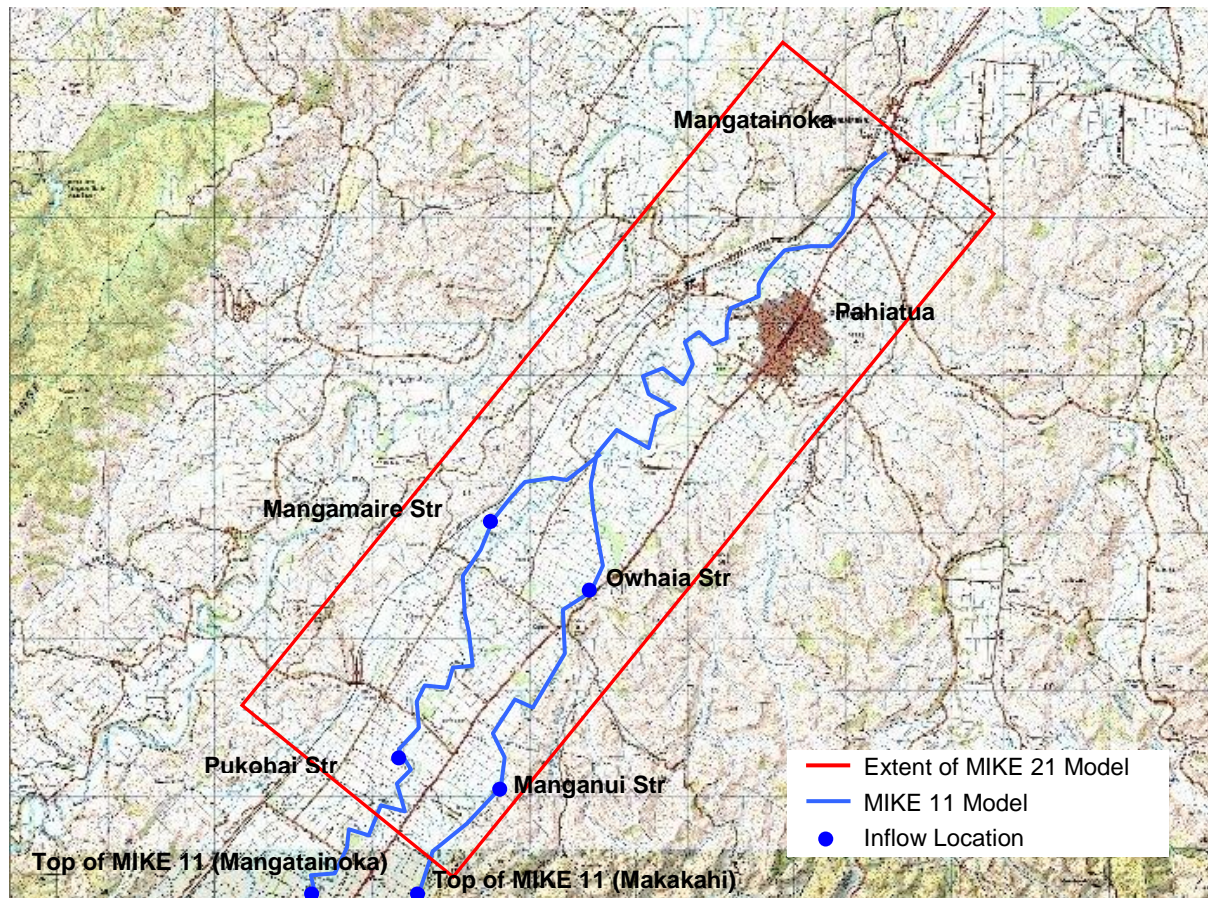 Mangatainoka
Pahiatua
Mangamaire Str
Owhaia Str
Pukohai Str
Manganui Str
Extent of MIKE 21 Model
MIKE 11 Model
Inflow Location
Top of MIKE 11 (Mangatainoka)
Top of MIKE 11 (Makakahi)